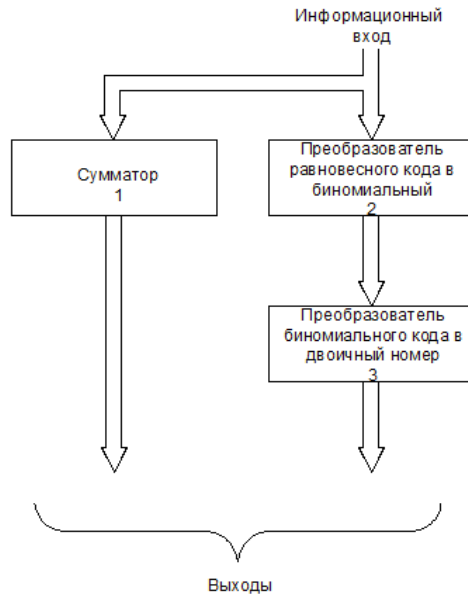 Информационный
вход
Сумматор
1
Преобразователь
равновесного кода в
биномиальный
2
Преобразователь
биномиального кода в
двоичный номер
3
Выходы